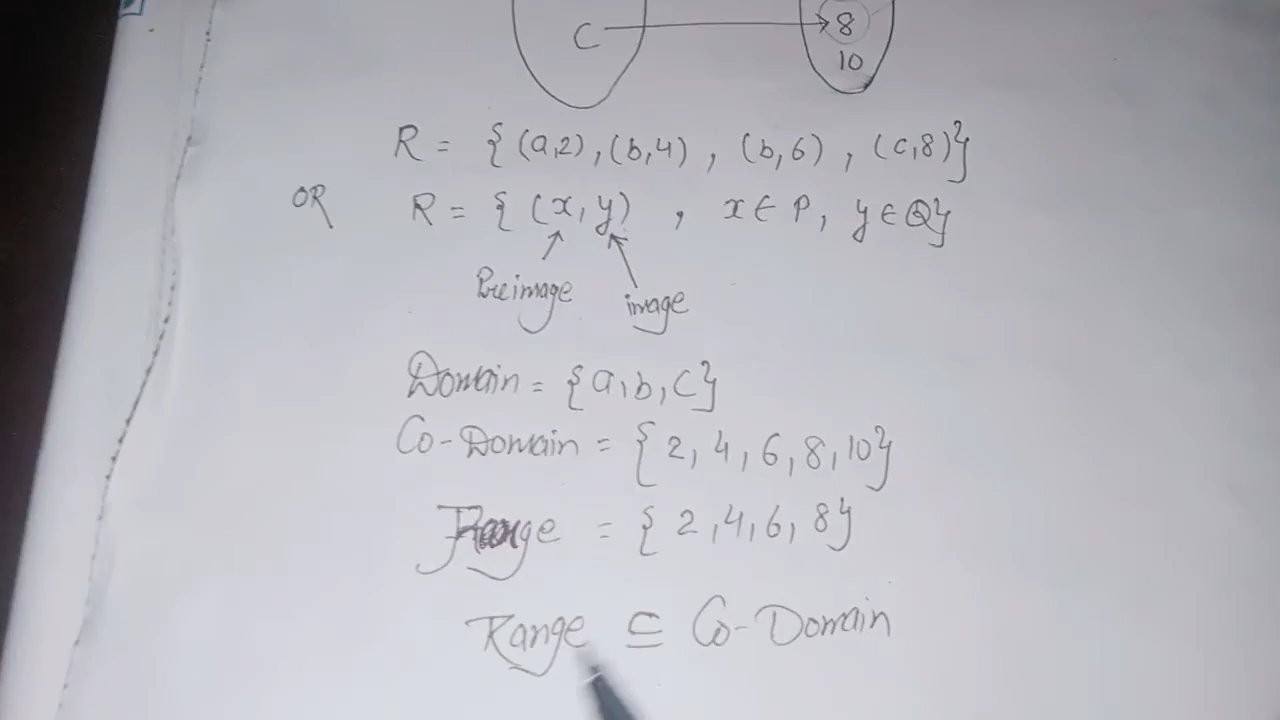 C 8
10
R = { (a,2) , (b,4) , (b,6) , (c,8) }
OR R = { (x, y) , x ∈ P, y ∈ Q }
Preimage image
Domain = { a, b, c }
Co-Domain = { 2, 4, 6, 8, 10 }
Range = { 2, 4, 6, 8 }
Range ⊆ Co-Domain